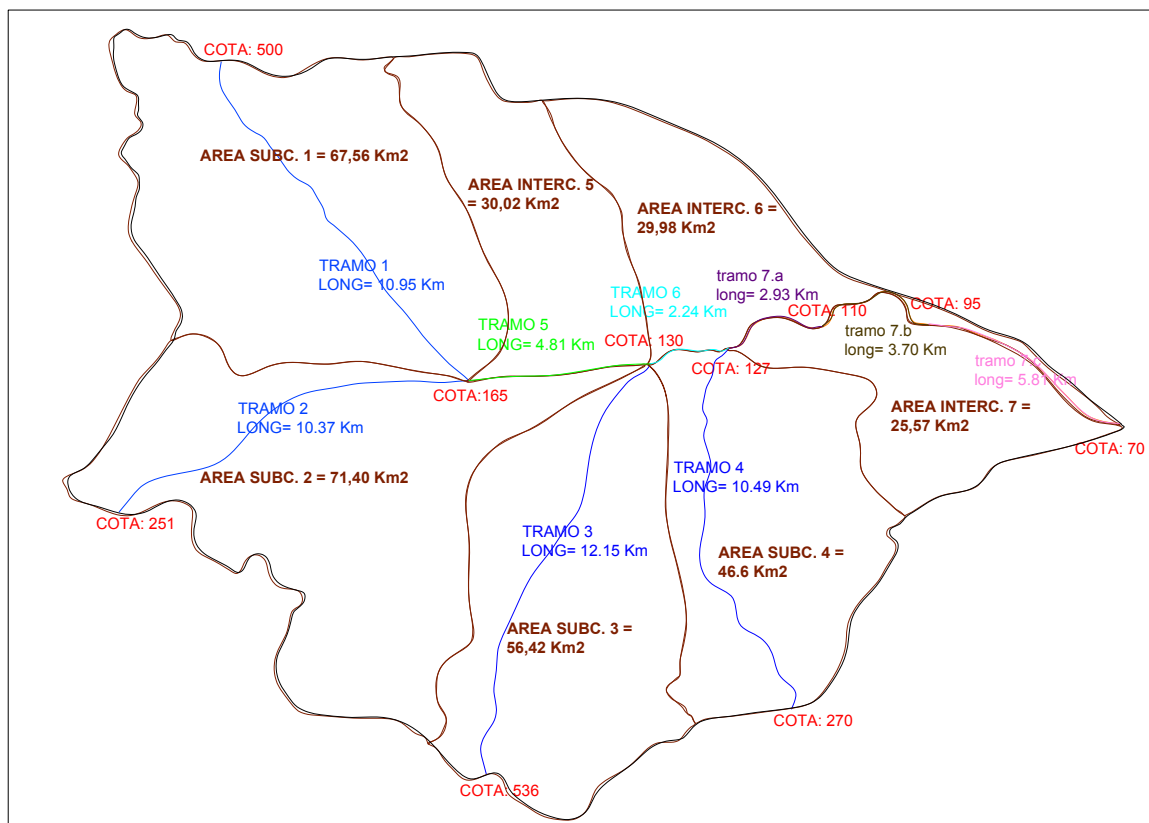 COTA: 500
AREA SUBC. 1 = 67,56 Km2
AREA INTERC. 5
= 30,02 Km2
AREA INTERC. 6 =
29,98 Km2
TRAMO 1
LONG= 10.95 Km
tramo 7.a
long= 2.93 Km
TRAMO 6
LONG= 2.24 Km
COTA: 110
COTA: 95
TRAMO 5
LONG= 4.81 Km
COTA: 130
tramo 7.b
long= 3.70 Km
tramo 7.c
long= 5.81 Km
COTA: 127
COTA:165
TRAMO 2
LONG= 10.37 Km
AREA INTERC. 7 =
25,57 Km2
COTA: 70
AREA SUBC. 2 = 71,40 Km2
TRAMO 4
LONG= 10.49 Km
COTA: 251
TRAMO 3
LONG= 12.15 Km
AREA SUBC. 4 =
46.6 Km2
AREA SUBC. 3 =
56,42 Km2
COTA: 270
COTA:536